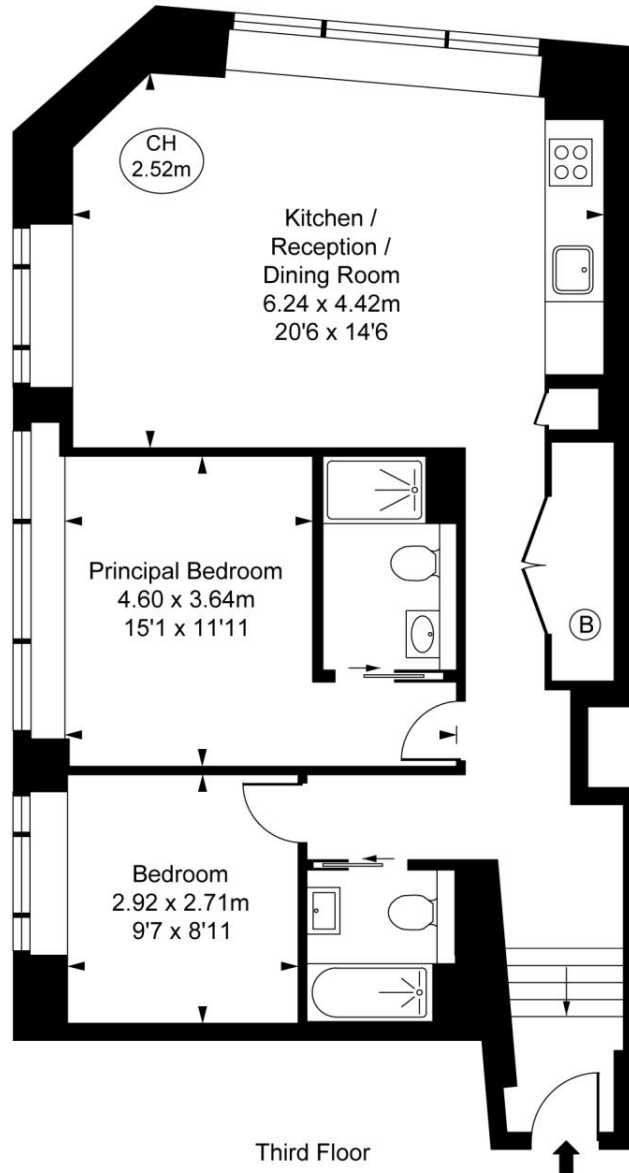 CH
2.52m
Kitchen /
Reception /
Dining Room
6.24 x 4.42m
20'6 x 14'6
Principal Bedroom
4.60 x 3.64m
15'1 x 11'11
B
Bedroom
2.92 x 2.71m
9'7 x 8'11
Third Floor